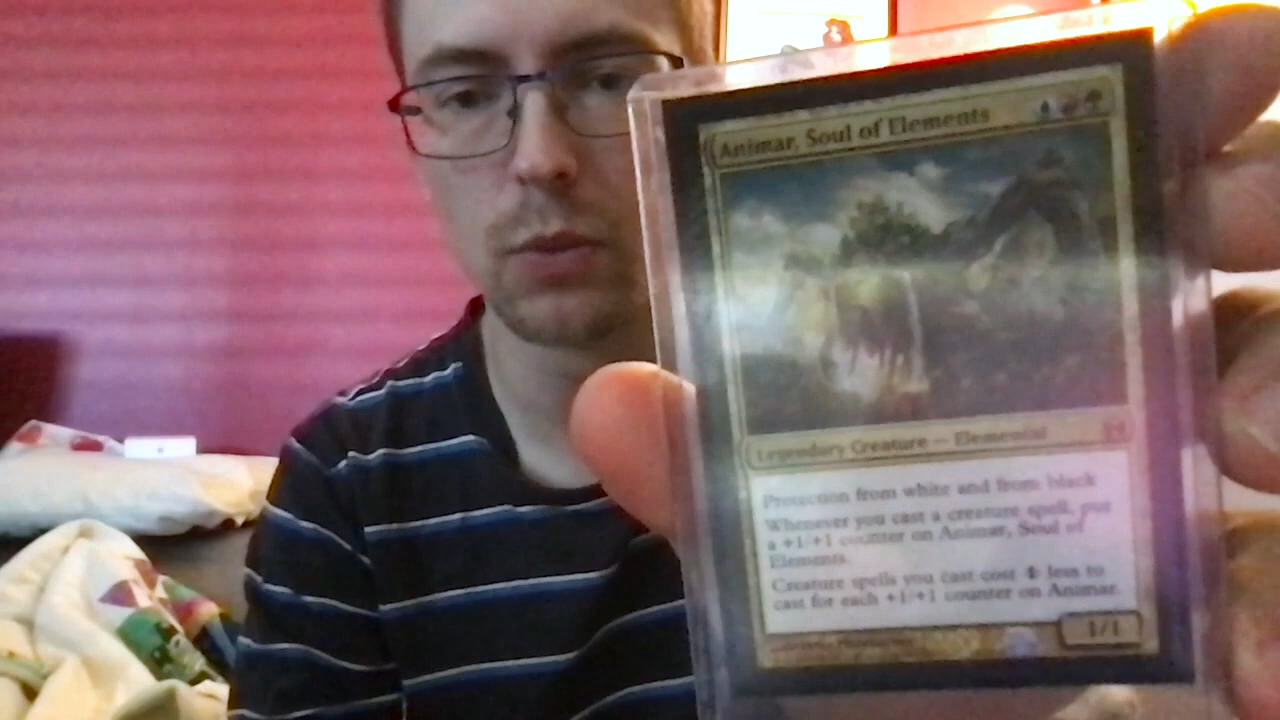 Animar, Soul of Elements
Legendary Creature — Elemental
Protection from white and from black
Whenever you cast a creature spell, put
a +1/+1 counter on Animar, Soul of
Elements.
Creature spells you cast cost 1 less to
cast for each +1/+1 counter on Animar.
1/1